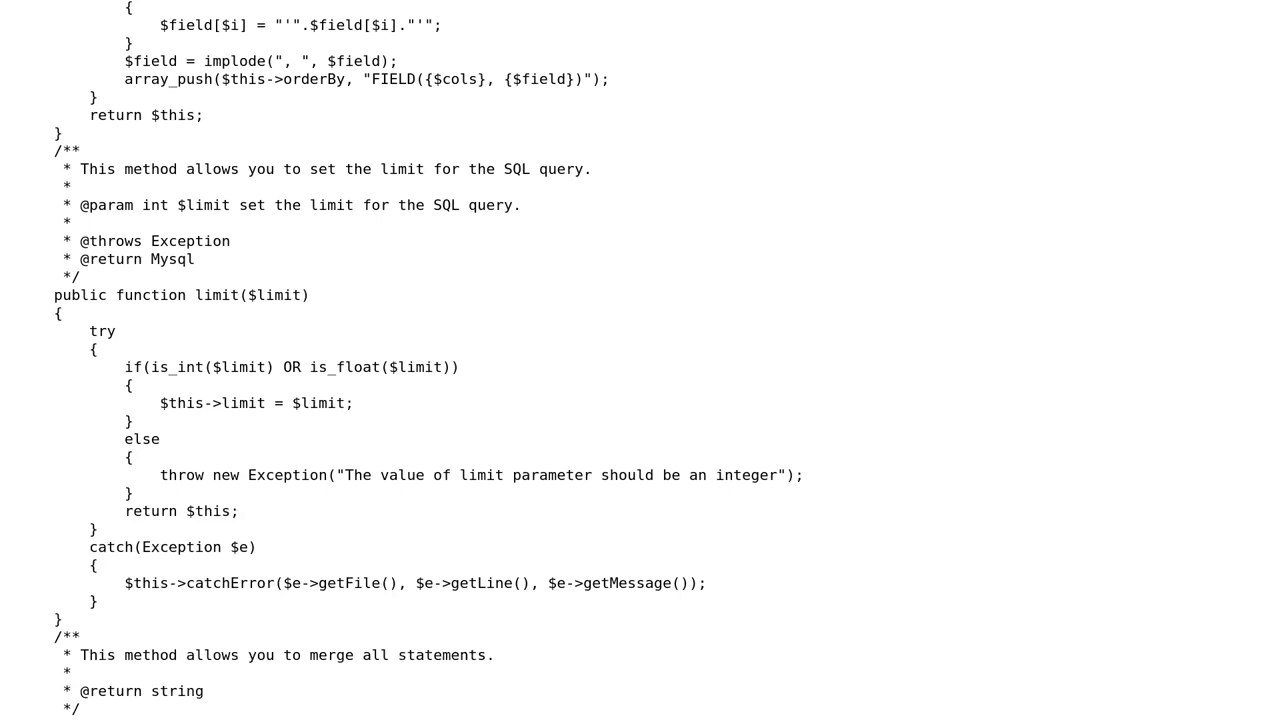 {
$field[$i] = "'".$field[$i]."'";
}
$field = implode(", ", $field);
array_push($this->orderBy, "FIELD({$cols}, {$field})");
}
return $this;
}
/**
* This method allows you to set the limit for the SQL query.
*
* @param int $limit set the limit for the SQL query.
*
* @throws Exception
* @return Mysql
*/
public function limit($limit)
{
try
{
if(is_int($limit) OR is_float($limit))
{
$this->limit = $limit;
}
else
{
throw new Exception("The value of limit parameter should be an integer");
}
return $this;
}
catch(Exception $e)
{
$this->catchError($e->getFile(), $e->getLine(), $e->getMessage());
}
}
/**
* This method allows you to merge all statements.
*
* @return string
*/